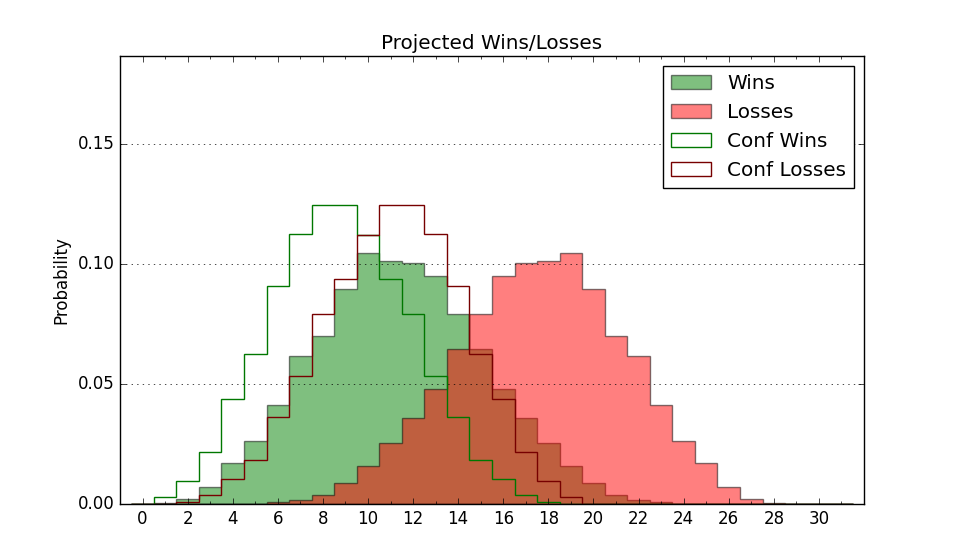 Projected Wins/Losses
Wins
Losses
Conf Wins
Conf Losses
Probability
0.15
0.10
0.05
0.00
0 2 4 6 8 10 12 14 16 18 20 22 24 26 28 30